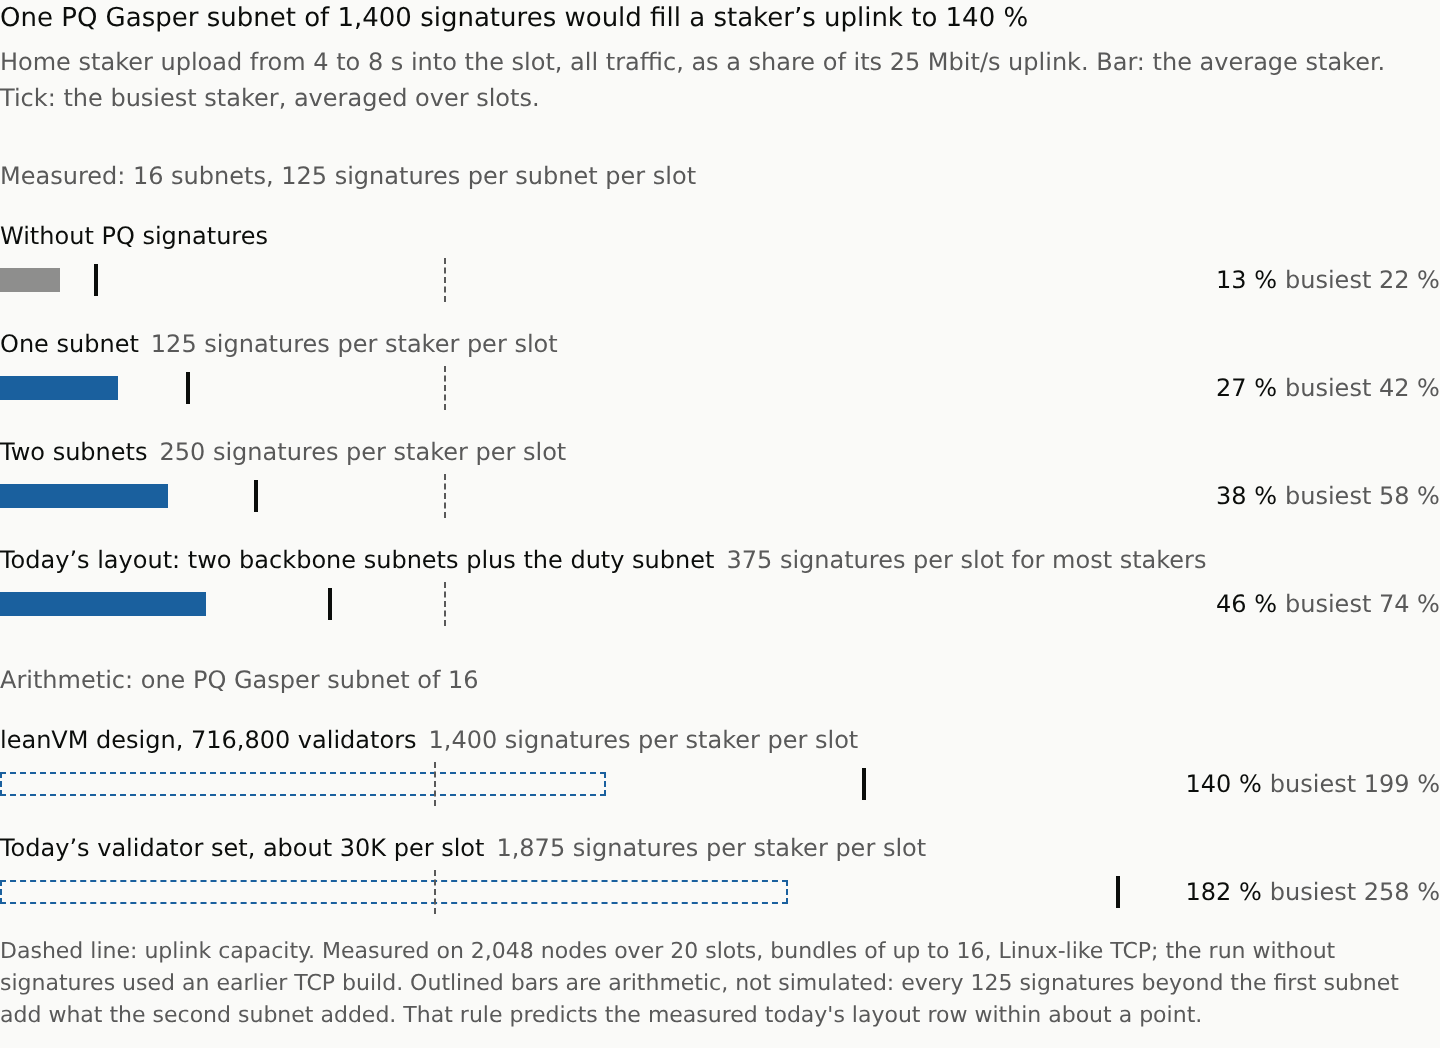 One PQ Gasper subnet of 1,400 signatures would fill a staker’s uplink to 140 %
Home staker upload from 4 to 8 s into the slot, all traffic, as a share of its 25 Mbit/s uplink. Bar: the average staker.
Tick: the busiest staker, averaged over slots.
Measured: 16 subnets, 125 signatures per subnet per slot
Without PQ signatures
13 % busiest 22 %
One subnet 125 signatures per staker per slot
27 % busiest 42 %
Two subnets 250 signatures per staker per slot
38 % busiest 58 %
Today’s layout: two backbone subnets plus the duty subnet 375 signatures per slot for most stakers
46 % busiest 74 %
Arithmetic: one PQ Gasper subnet of 16
leanVM design, 716,800 validators 1,400 signatures per staker per slot
140 % busiest 199 %
Today’s validator set, about 30K per slot 1,875 signatures per staker per slot
182 % busiest 258 %
Dashed line: uplink capacity. Measured on 2,048 nodes over 20 slots, bundles of up to 16, Linux-like TCP; the run without
signatures used an earlier TCP build. Outlined bars are arithmetic, not simulated: every 125 signatures beyond the first subnet
add what the second subnet added. That rule predicts the measured today's layout row within about a point.